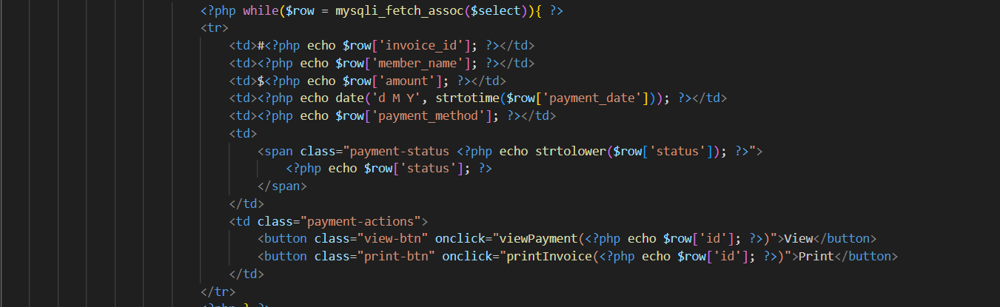 <?php while($row = mysqli_fetch_assoc($select)){ ?>
<tr>
<td>#<?php echo $row['invoice_id']; ?></td>
<td><?php echo $row['member_name']; ?></td>
<td>$<?php echo $row['amount']; ?></td>
<td><?php echo date('d M Y', strtotime($row['payment_date'])); ?></td>
<td><?php echo $row['payment_method']; ?></td>
<td>
<span class="payment-status <?php echo strtolower($row['status']); ?>">
<?php echo $row['status']; ?>
</span>
</td>
<td class="payment-actions">
<button class="view-btn" onclick="viewPayment(<?php echo $row['id']; ?>)">View</button>
<button class="print-btn" onclick="printInvoice(<?php echo $row['id']; ?>)">Print</button>
</td>
</tr>
<?php } ?>